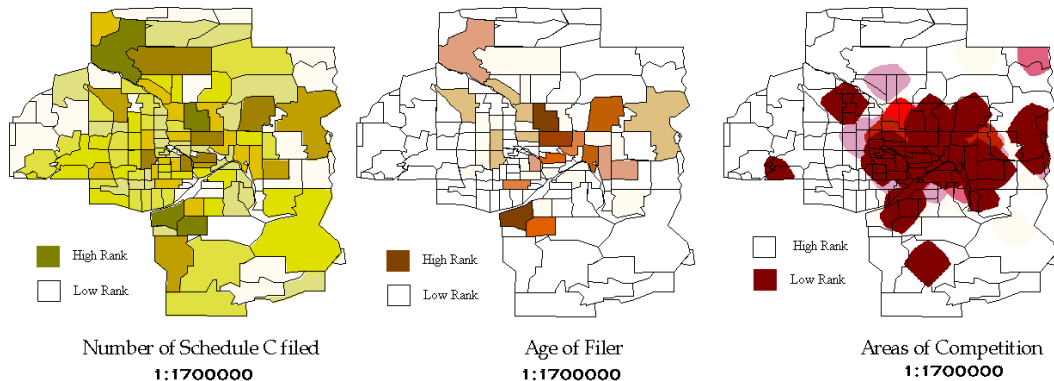 High Rank
Low Rank
Number of Schedule C filed
1:1700000
High Rank
Low Rank
Age of Filer
1:1700000
High Rank
Low Rank
Areas of Competition
1:1700000